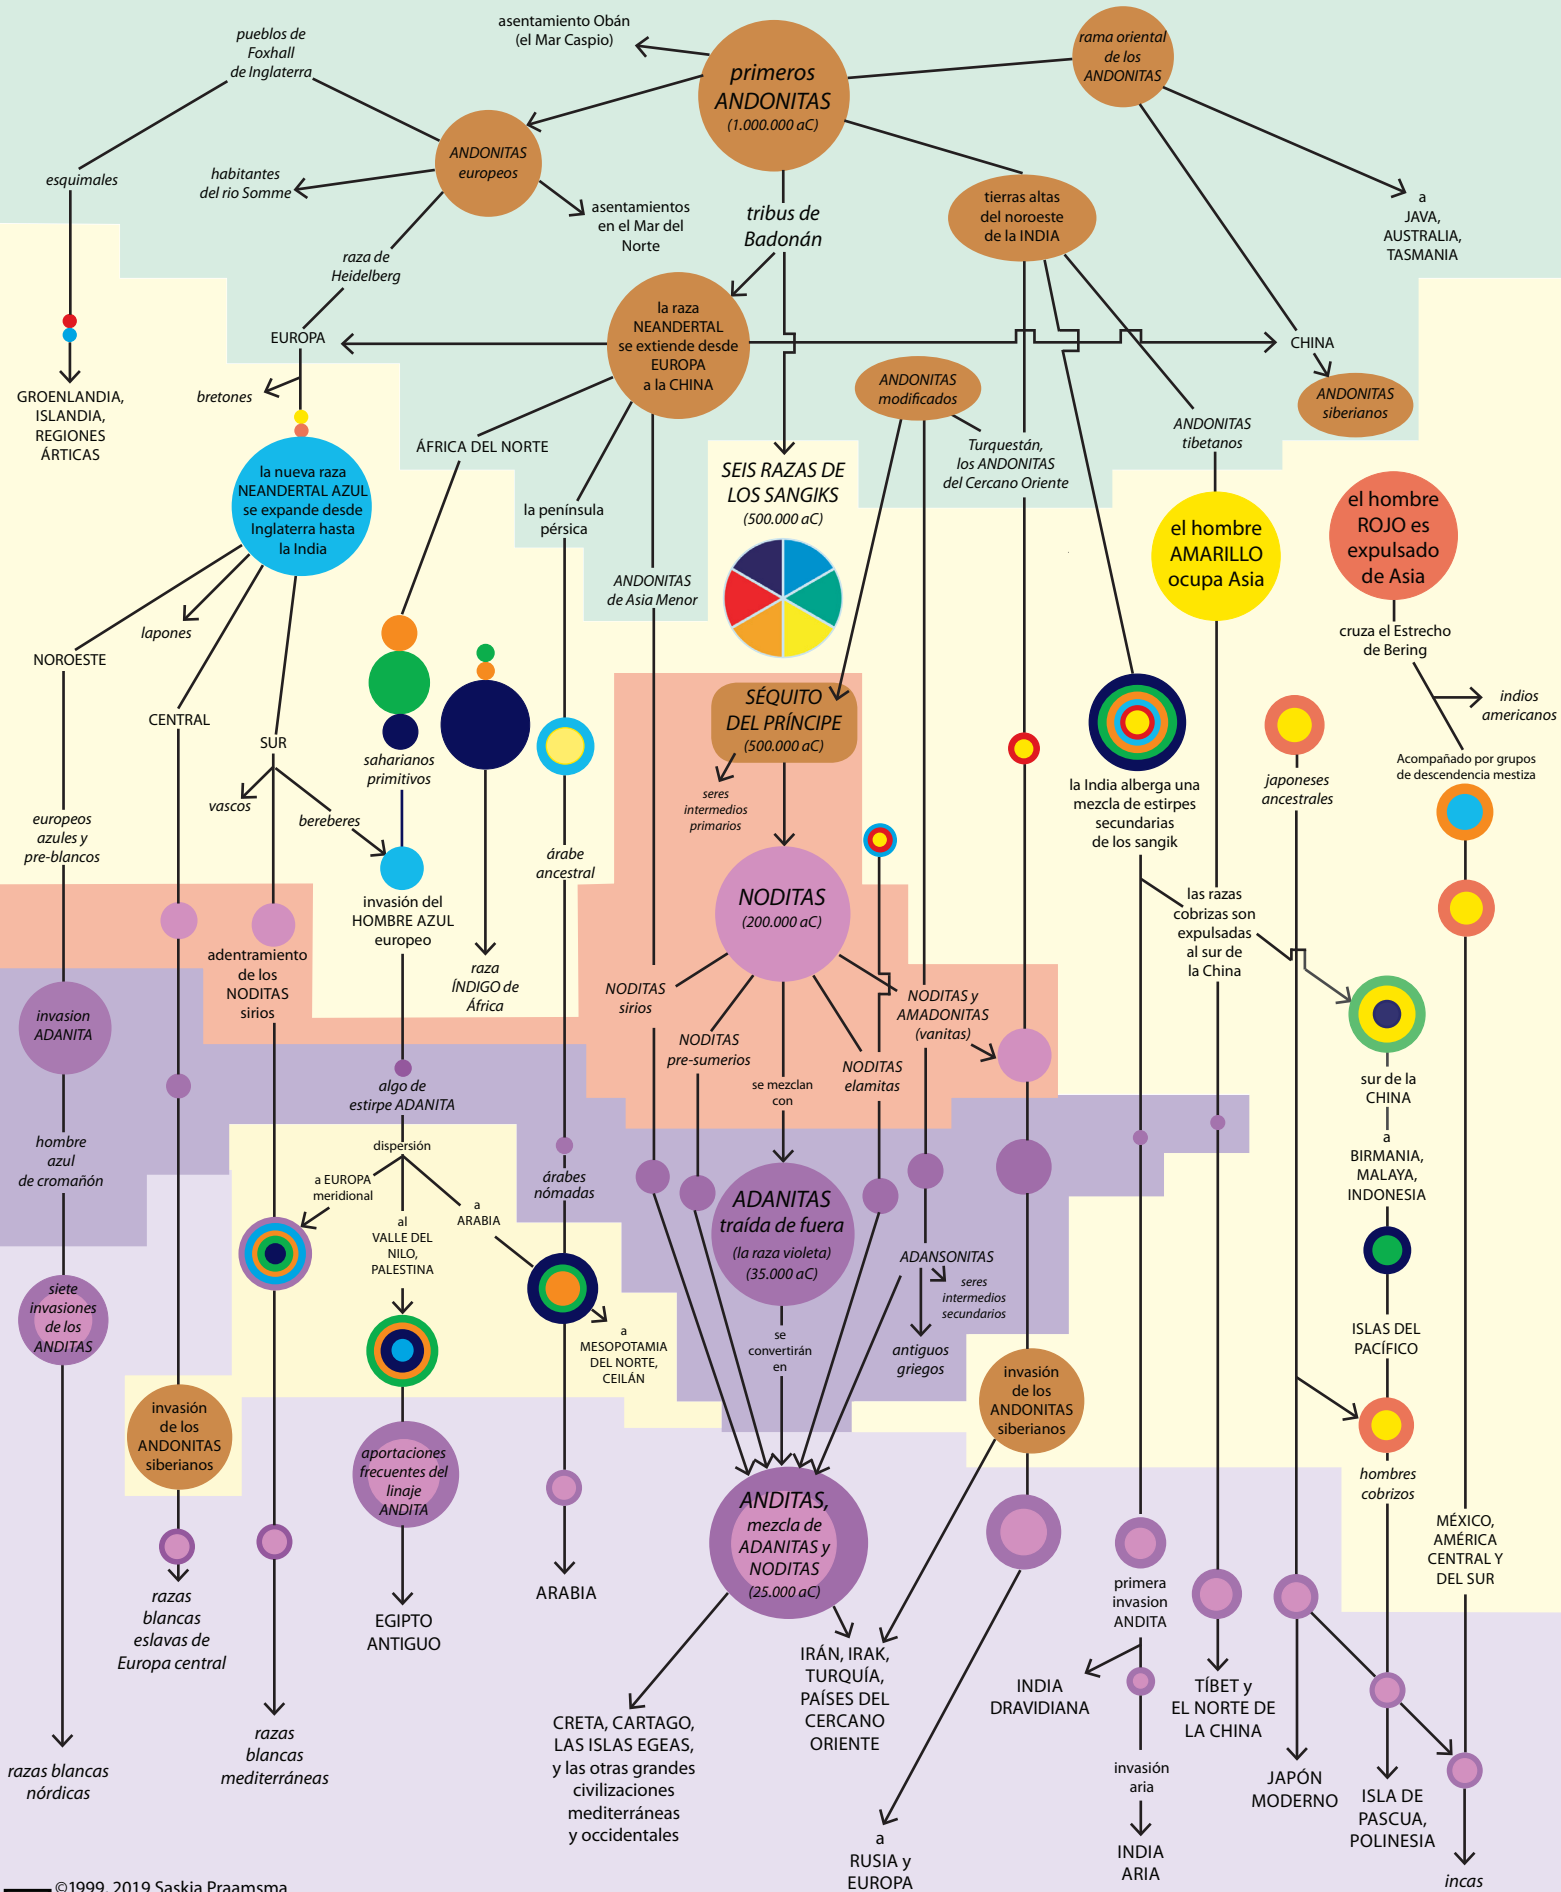 pueblos de
Foxhall
de Inglaterra
asentamiento Obán
(el Mar Caspio)
primeros
ANDONITAS
(1.000.000 aC)
rama oriental
de los
ANDONITAS
esquimales
habitantes
del rio Somme
ANDONITAS
europeos
asentamientos
en el Mar del
Norte
tribus de
Badonán
tierras altas
del noroeste
de la INDIA
a
JAVA,
AUSTRALIA,
TASMANIA
raza de
Heidelberg
EUROPA
la raza
NEANDERTAL
se extiende desde
EUROPA
a la CHINA
CHINA
ANDONITAS
siberianos
GROENLANDIA,
ISLANDIA,
REGIONES
ÁRTICAS
bretones
ANDONITAS
modificados
ANDONITAS
tibetanos
ÁFRICA DEL NORTE
Turquestán,
los ANDONITAS
del Cercano Oriente
la nueva raza
NEANDERTAL AZUL
se expande desde
Inglaterra hasta
la India
la península
pérsica
SEIS RAZAS DE
LOS SANGIKS
(500.000 aC)
el hombre
AMARILLO
ocupa Asia
el hombre
ROJO es
expulsado
de Asia
ANDONITAS
de Asia Menor
lapones
NOROESTE
cruza el Estrecho
de Bering
CENTRAL
SUR
SÉQUITO
DEL PRÍNCIPE
(500.000 aC)
indios
americanos
saharianos
primitivos
seres
intermedios
primarios
la India alberga una
mezcla de estirpes
secundarias
de los sangik
japoneses
ancestrales
Acompañado por grupos
de descendencia mestiza
vascos
bereberes
europeos
azules y
pre-blancos
árabe
ancestral
NODITAS
(200.000 aC)
invasión del
HOMBRE AZUL
europeo
las razas
cobrizas son
expulsadas
al sur de
la China
adentramiento
de los
NODITAS
sirios
raza
ÍNDIGO de
África
NODITAS
sirios
NODITAS y
AMADONITAS
(vanitas)
invasion
ADANITA
NODITAS
pre-sumerios
NODITAS
elamitas
se mezclan
con
algo de
estirpe ADANITA
sur de la
CHINA
hombre
azul
de cromañón
dispersión
a
BIRMANIA,
MALAYA,
INDONESIA
a EUROPA
meridional
a
ARABIA
árabes
nómadas
al
VALLE DEL
NILO,
PALESTINA
ADANITAS
traída de fuera
(la raza violeta)
(35.000 aC)
ADANSONITAS
seres
intermedios
secundarios
siete
invasiones
de los
ANDITAS
a
MESOPOTAMIA
DEL NORTE,
CEILÁN
se
convertirán
en
antiguos
griegos
ISLAS DEL
PACÍFICO
invasión
de los
ANDONITAS
siberianos
invasión
de los
ANDONITAS
siberianos
aportaciones
frecuentes del
linaje
ANDITA
hombres
cobrizos
ANDITAS,
mezcla de
ADANITAS y
NODITAS
(25.000 aC)
MÉXICO,
AMÉRICA
CENTRAL Y
DEL SUR
razas
blancas
eslavas de
Europa central
EGIPTO
ANTIGUO
ARABIA
primera
invasion
ANDITA
IRÁN, IRAK,
TURQUÍA,
PAÍSES DEL
CERCANO
ORIENTE
INDIA
DRAVIDIANA
TÍBET y
EL NORTE DE
LA CHINA
razas
blancas
mediterráneas
CRETA, CARTAGO,
LAS ISLAS EGEAS,
y las otras grandes
civilizaciones
mediterráneas
y occidentales
razas blancas
nórdicas
invasión
aria
JAPÓN
MODERNO
ISLA DE
PASCUA,
POLINESIA
a
RUSIA y
EUROPA
INDIA
ARIA
incas
©1999, 2019 Saskia Praamsma